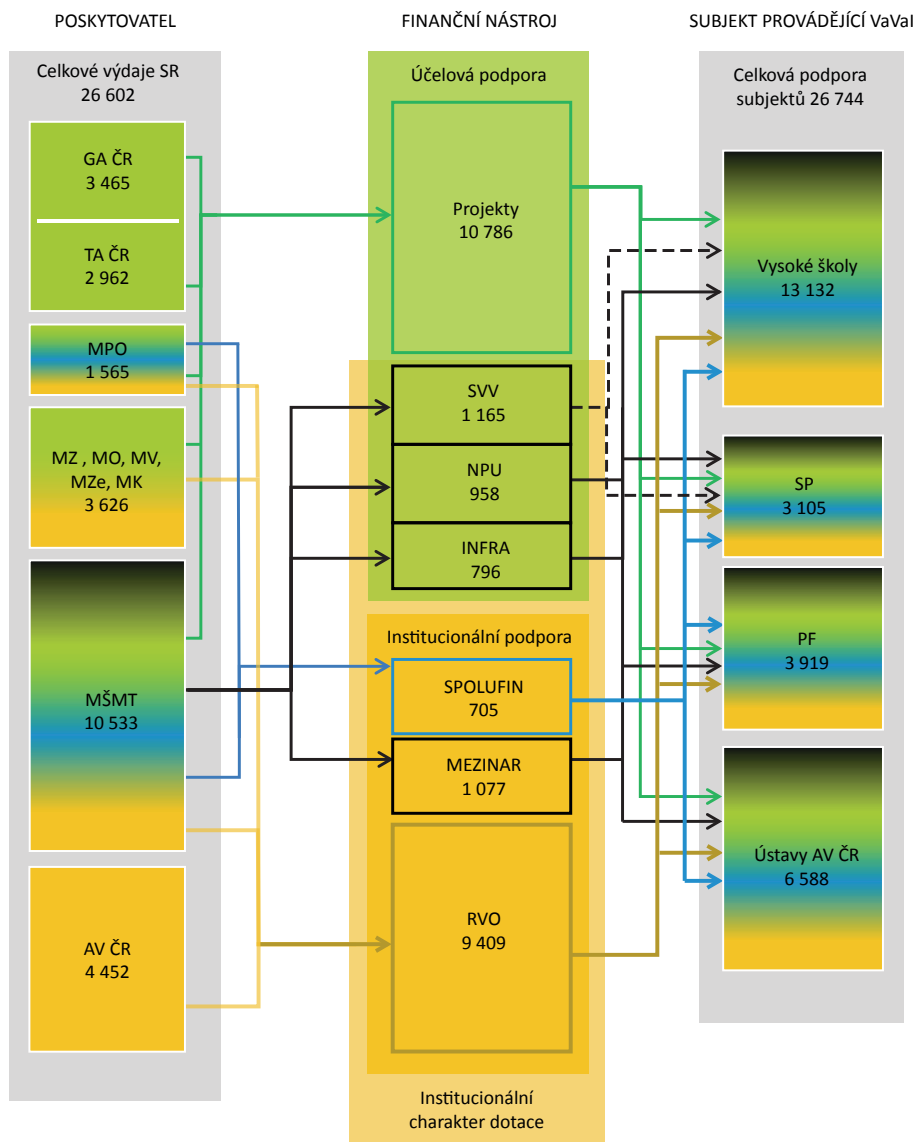 POSKYTOVATEL
Celkové výdaje SR
26 602
GA ČR
3 465
TA ČR
2 962
MPO
1 565
MZ , MO, MV,
MZe, MK
3 626
MŠMT
10 533
AV ČR
4 452
FINANČNÍ NÁSTROJ
Účelová podpora
Projekty
10 786
SVV
1 165
NPU
958
INFRA
796
Institucionální podpora
SPOLUFIN
705
MEZINAR
1 077
RVO
9 409
Institucionální
charakter dotace
SUBJEKT PROVÁDĚJÍCÍ VaVaI
Celková podpora
subjektů 26 744
Vysoké školy
13 132
SP
3 105
PF
3 919
Ústavy AV ČR
6 588